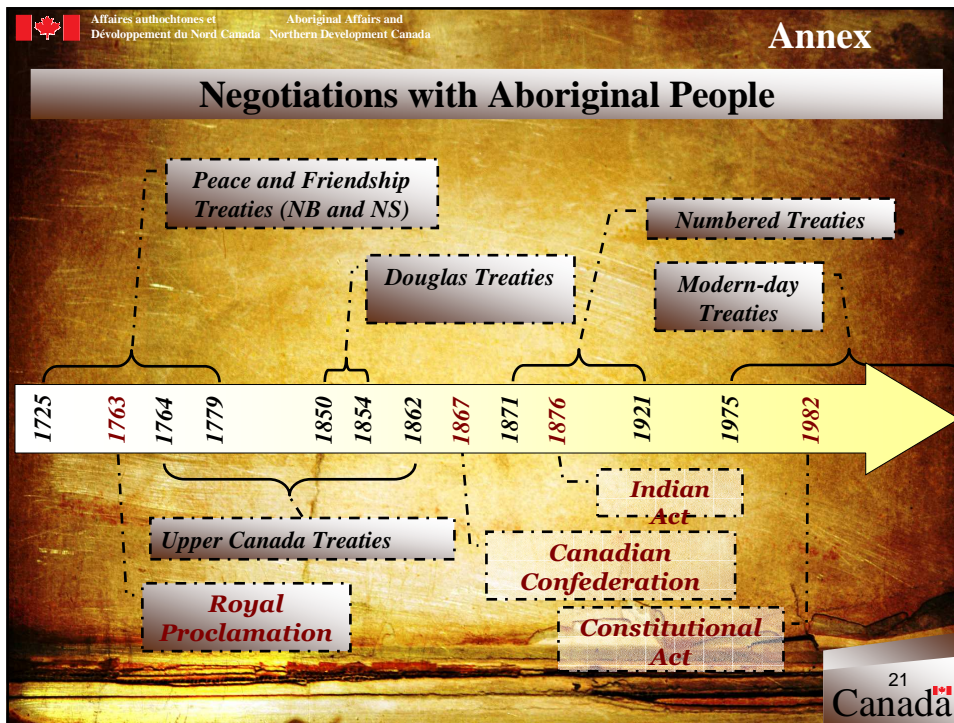 Affaires authochtones et
Dévoloppement du Nord Canada
Aboriginal Affairs and
Northern Development Canada
Annex
Negotiations with Aboriginal People
Peace and Friendship
Treaties (NB and NS)
Numbered Treaties
Douglas Treaties
Modern-day
Treaties
1725
1763
1764
1779
1850
1854
1862
1867
1871
1876
1921
1975
1982
Indian
Act
Upper Canada Treaties
Canadian
Confederation
Royal
Proclamation
Constitutional
Act
21
Canada